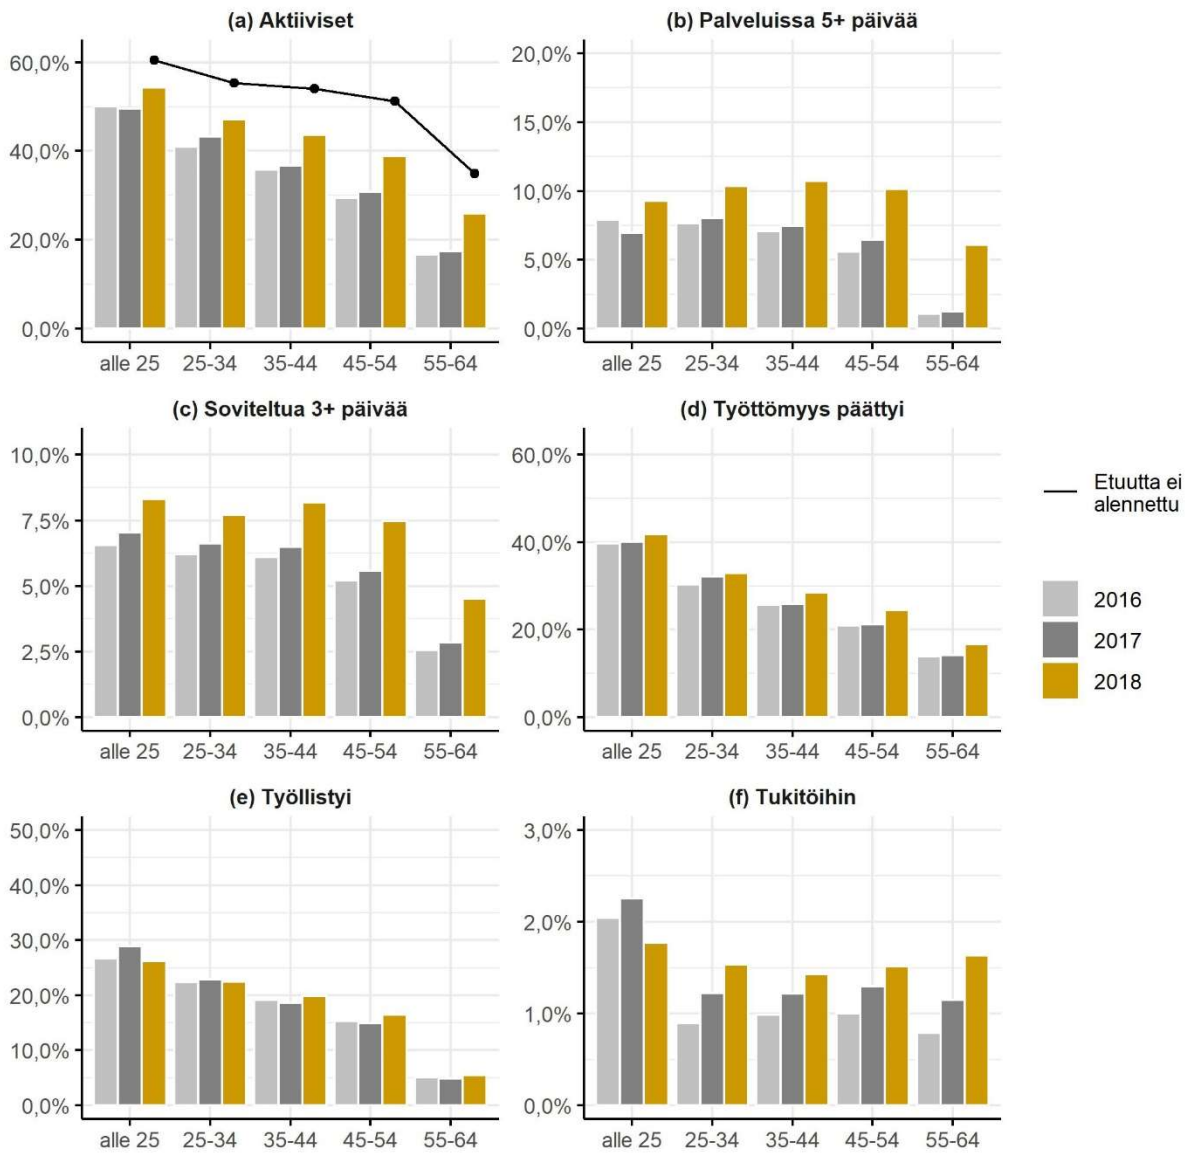 (a) Aktiiviset
60,0%
40,0%
20,0%
0,0%
alle 25 25-34 35-44 45-54 55-64
(b) Palveluissa 5+ päivää
20,0%
15,0%
10,0%
5,0%
0,0%
alle 25 25-34 35-44 45-54 55-64
(c) Soviteltua 3+ päivää
10,0%
7,5%
5,0%
2,5%
0,0%
alle 25 25-34 35-44 45-54 55-64
(d) Työttömyys päättyi
60,0%
40,0%
20,0%
0,0%
alle 25 25-34 35-44 45-54 55-64
(e) Työllistyi
50,0%
40,0%
30,0%
20,0%
10,0%
0,0%
alle 25 25-34 35-44 45-54 55-64
(f) Tukitöihin
3,0%
2,0%
1,0%
0,0%
alle 25 25-34 35-44 45-54 55-64
Etuutta ei
alennettu
2016
2017
2018